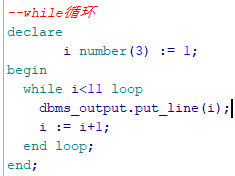 --while循环
declare
       i number(3) := 1;
begin
  while i<11 loop
    dbms_output.put_line(i);
    i := i+1;
  end loop;
end;